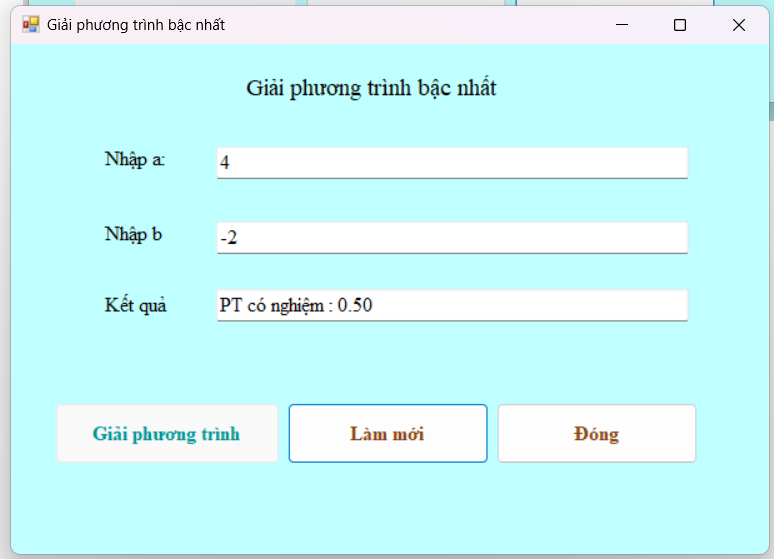 Giải phương trình bậc nhất
Giải phương trình bậc nhất
Nhập a: 4
Nhập b -2
Kết quả PT có nghiệm : 0.50
Giải phương trình Làm mới Đóng